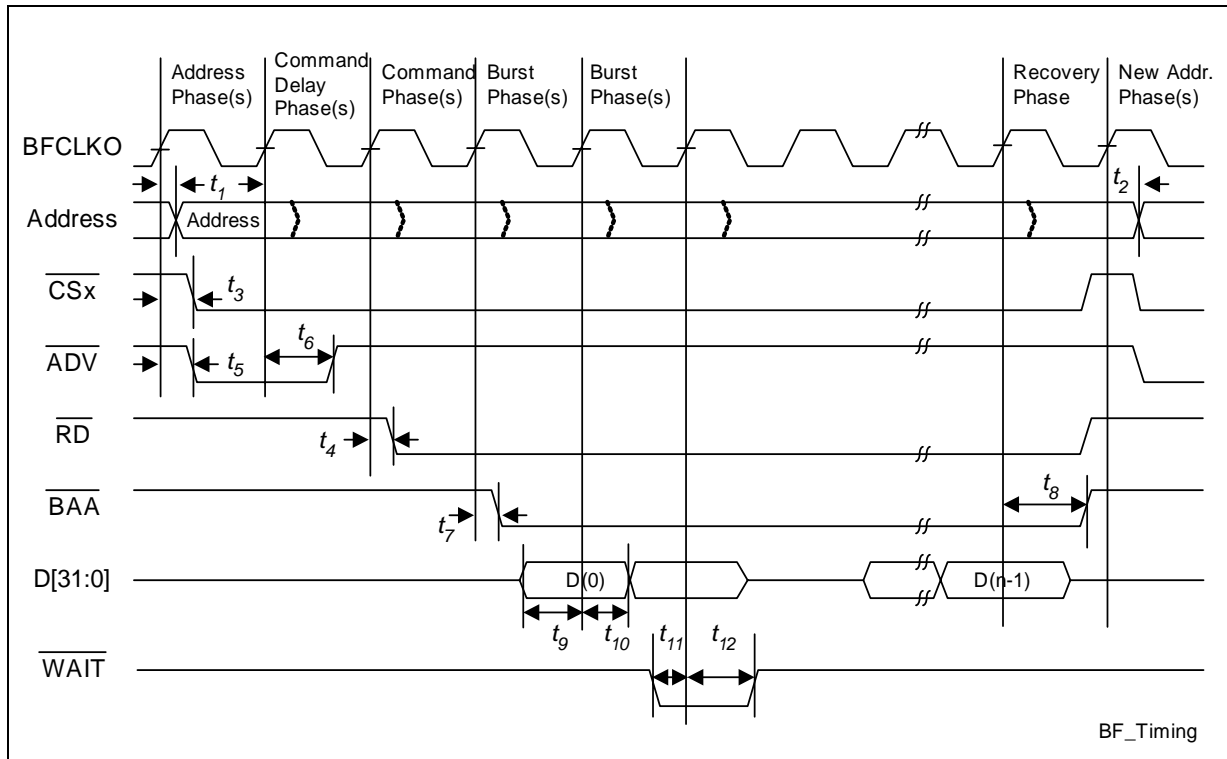 Address
Phase(s)
Command
Delay
Phase(s)
Command
Phase(s)
Burst
Phase(s)
Burst
Phase(s)
Recovery
Phase
New Addr.
Phase(s)
BFCLKO
t1
t2
Address
Address
CSx
t3
t6
ADV
t5
RD
t4
t8
BAA
t7
D[31:0]
D(0)
D(n-1)
t9
t10
t11
t12
WAIT
BF_Timing